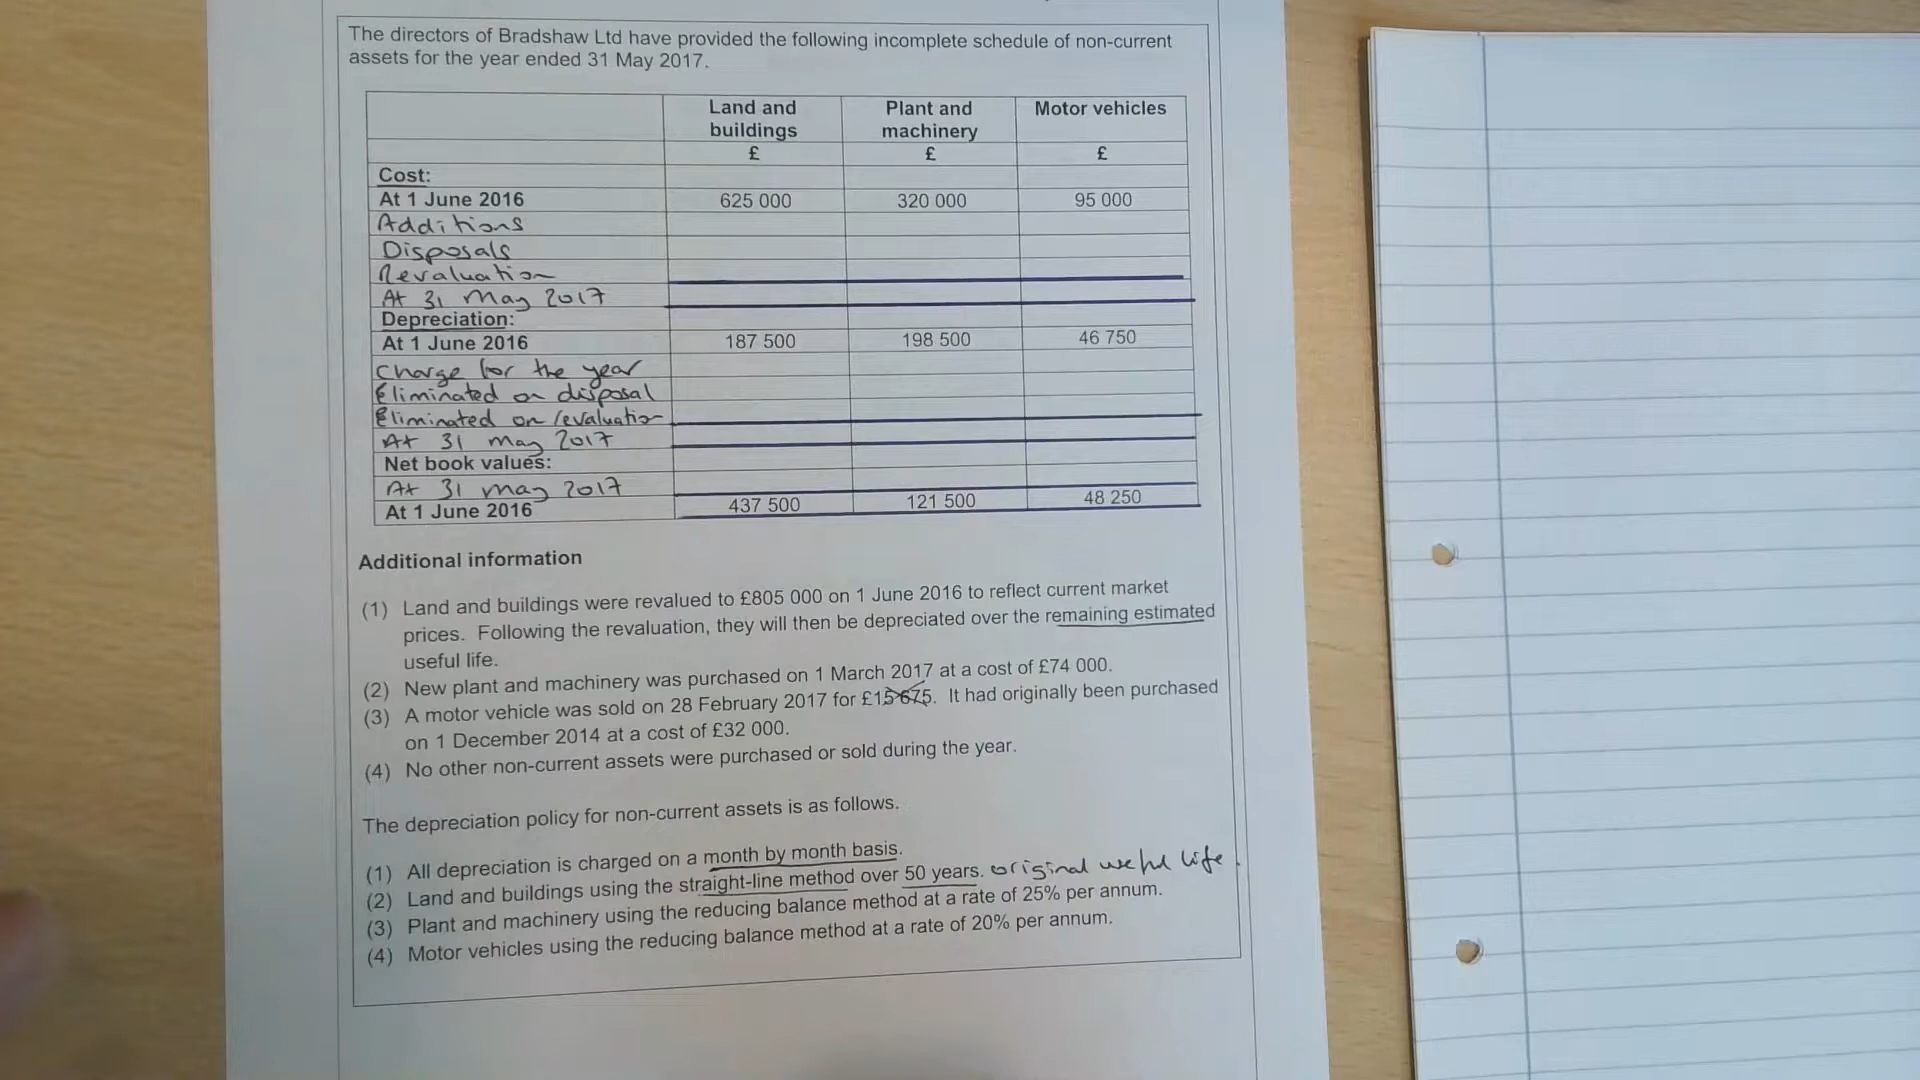 The directors of Bradshaw Ltd have provided the following incomplete schedule of non-current
assets for the year ended 31 May 2017.
Land and buildings Plant and machinery Motor vehicles
£ £ £
Cost:
At 1 June 2016 625 000 320 000 95 000
Additions
Disposals
Revaluation
At 31 May 2017
Depreciation:
At 1 June 2016 187 500 198 500 46 750
Charge for the year
Eliminated on disposal
Eliminated on revaluation
At 31 may 2017
Net book values:
At 31 may 2017
At 1 June 2016 437 500 121 500 48 250
Additional information
(1) Land and buildings were revalued to £805 000 on 1 June 2016 to reflect current market
prices. Following the revaluation, they will then be depreciated over the remaining estimated
useful life.
(2) New plant and machinery was purchased on 1 March 2017 at a cost of £74 000.
(3) A motor vehicle was sold on 28 February 2017 for £15 675. It had originally been purchased
on 1 December 2014 at a cost of £32 000.
(4) No other non-current assets were purchased or sold during the year.
The depreciation policy for non-current assets is as follows.
(1) All depreciation is charged on a month by month basis.
(2) Land and buildings using the straight-line method over 50 years. original useful life
(3) Plant and machinery using the reducing balance method at a rate of 25% per annum.
(4) Motor vehicles using the reducing balance method at a rate of 20% per annum.